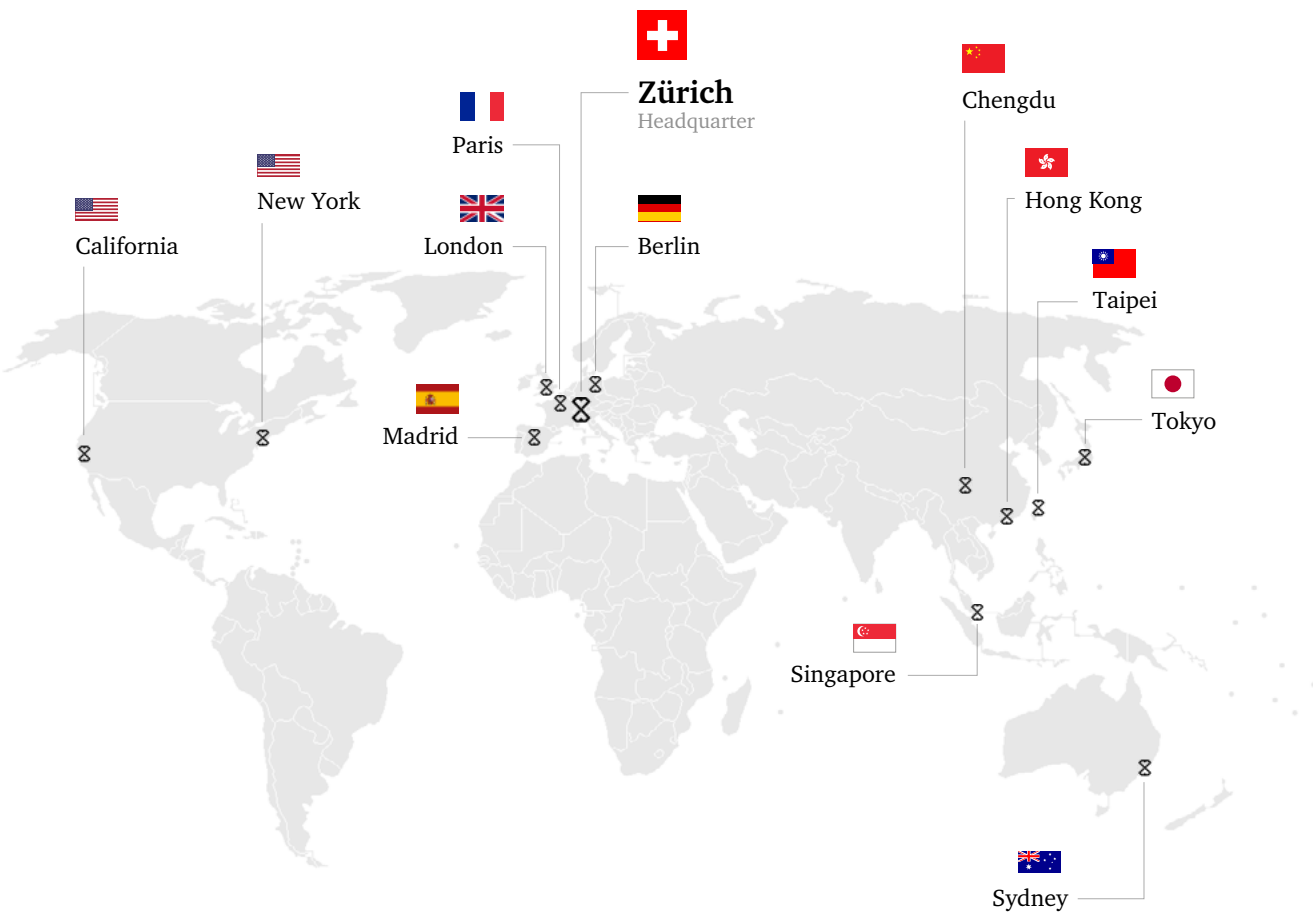 Zürich
Headquarter
Chengdu
Paris
New York
Hong Kong
California
London
Berlin
Taipei
Tokyo
Madrid
Singapore
Sydney